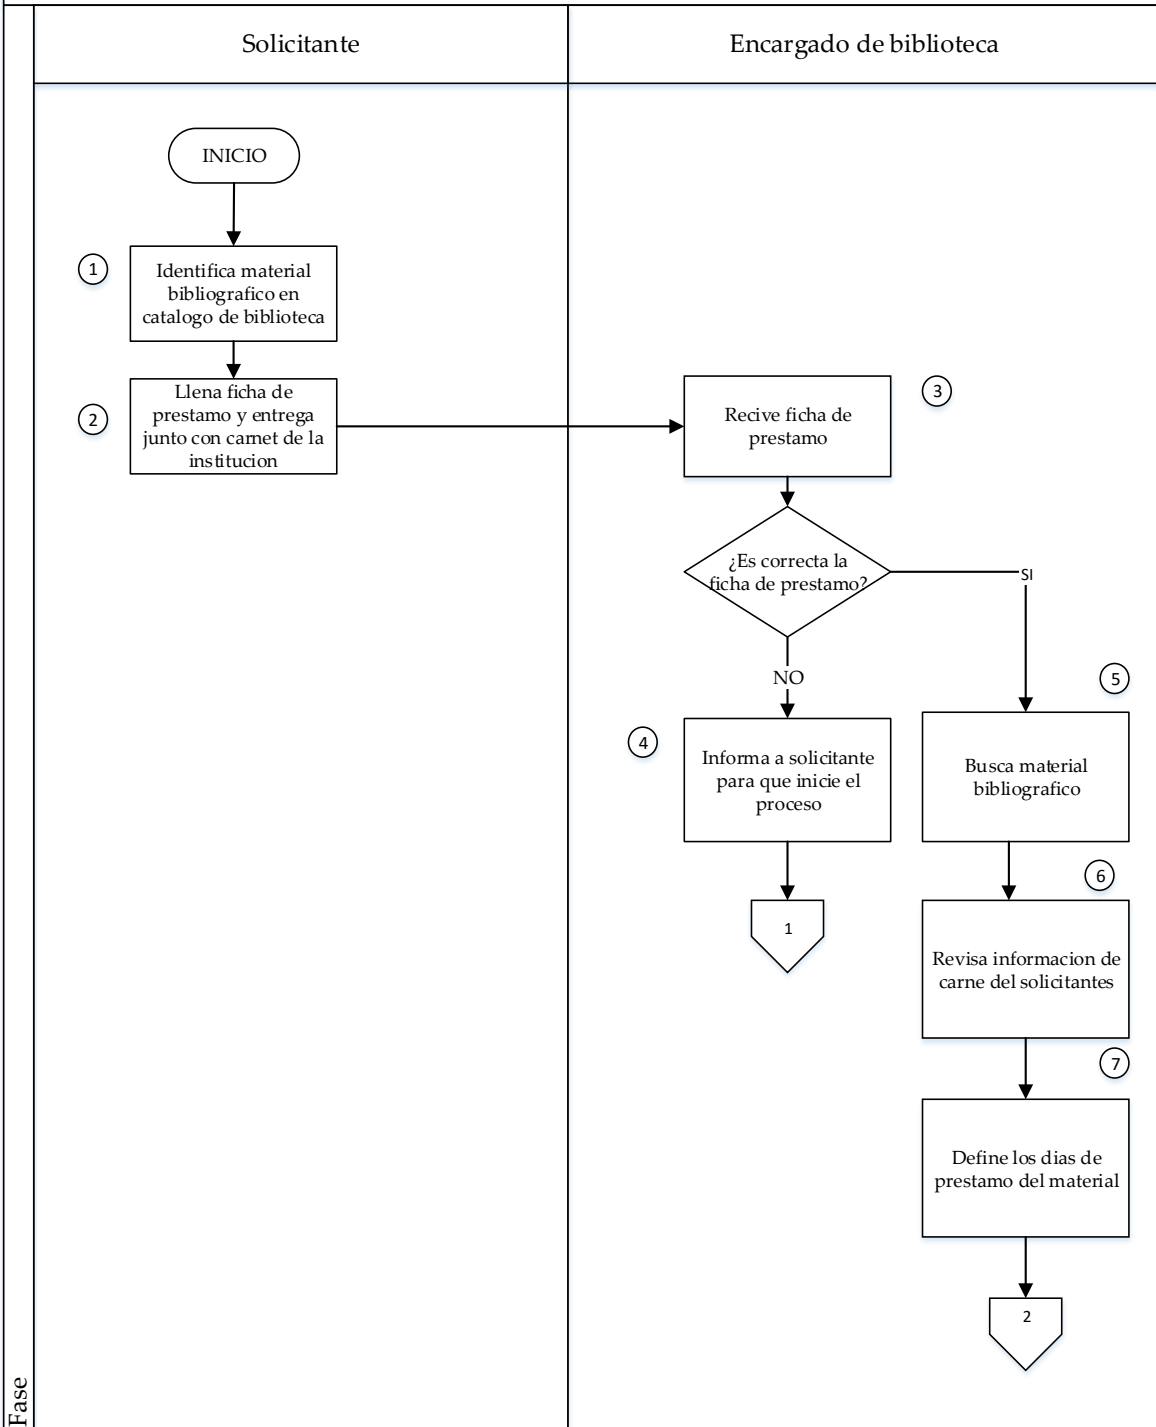 Solicitante
Encargado de biblioteca
INICIO
1
Identifica material
bibliografico en
catalogo de biblioteca
2
Llena ficha de
prestamo y entrega
junto con carnet de la
institucion
3
Recive ficha de
prestamo
¿Es correcta la
ficha de prestamo?
SI
NO
4
Informa a solicitante
para que inicie el
proceso
1
5
Busca material
bibliografico
6
Revisa informacion de
carne del solicitantes
7
Define los dias de
prestamo del material
2
Fase